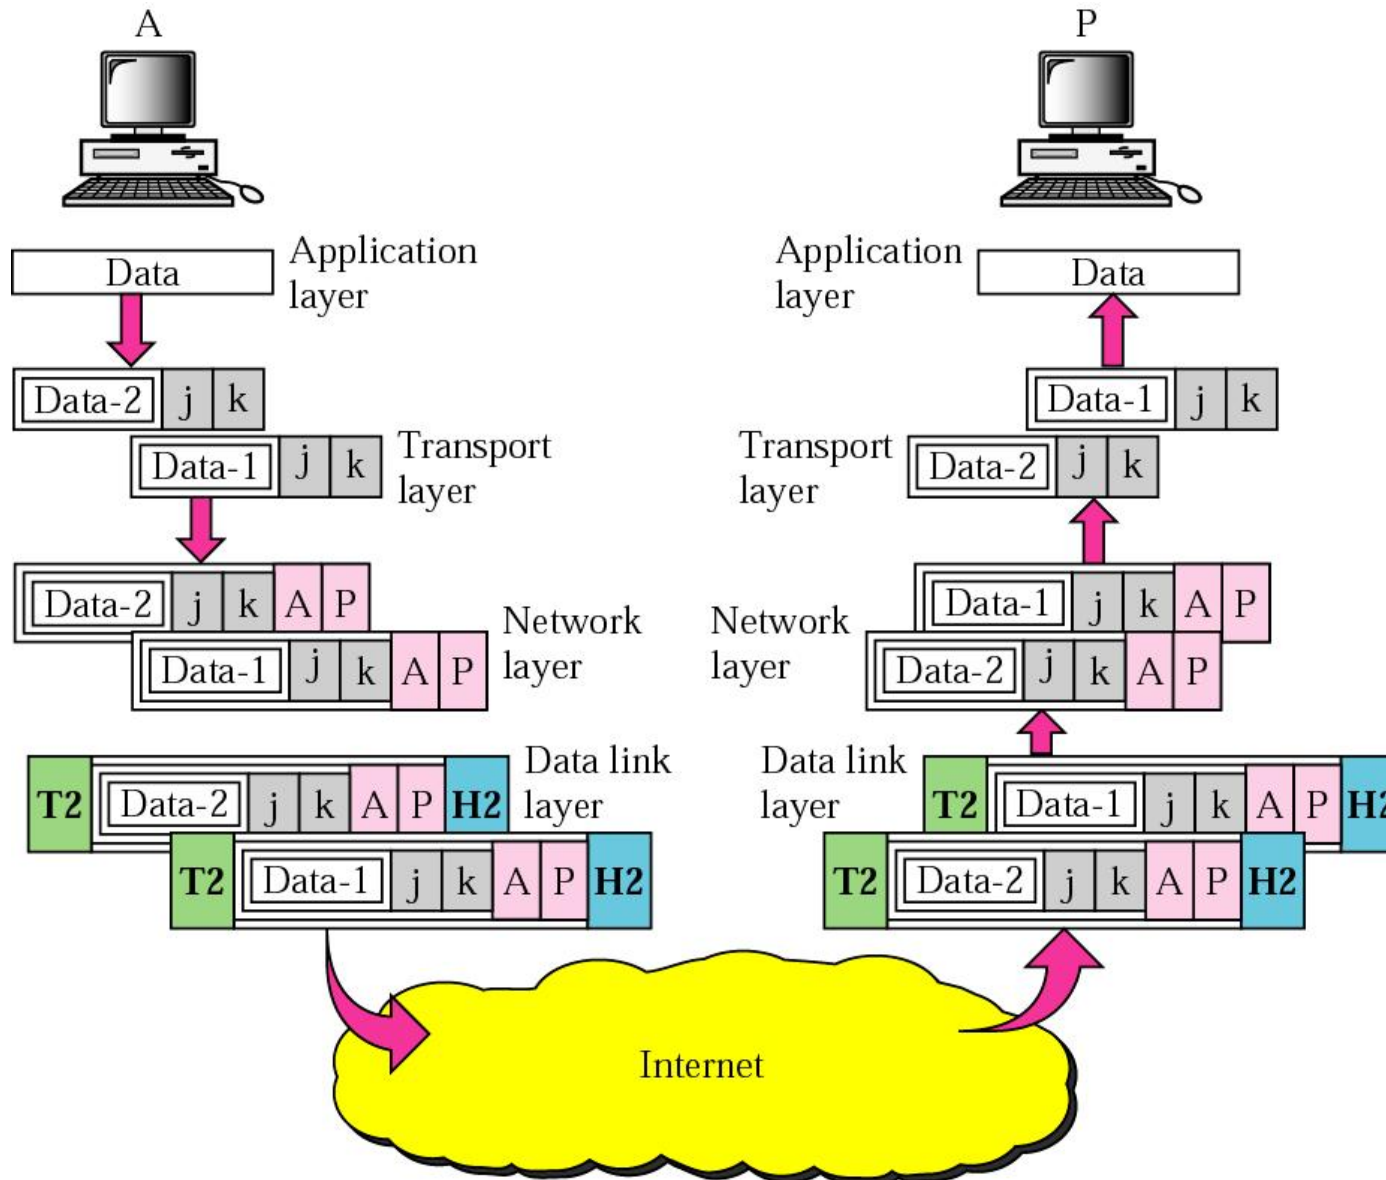 A
P
Data
Application
layer
Application
layer
Data
Data-2 j k
Data-1 j k
Transport
layer
Transport
layer
Data-1 j k
Data-2 j k
Data-2 j k A P
Data-1 j k A P
Network
layer
Network
layer
Data-1 j k A P
Data-2 j k A P
T2 Data-2 j k A P H2
T2 Data-1 j k A P H2
Data link
layer
Data link
layer
T2 Data-1 j k A P H2
T2 Data-2 j k A P H2
Internet